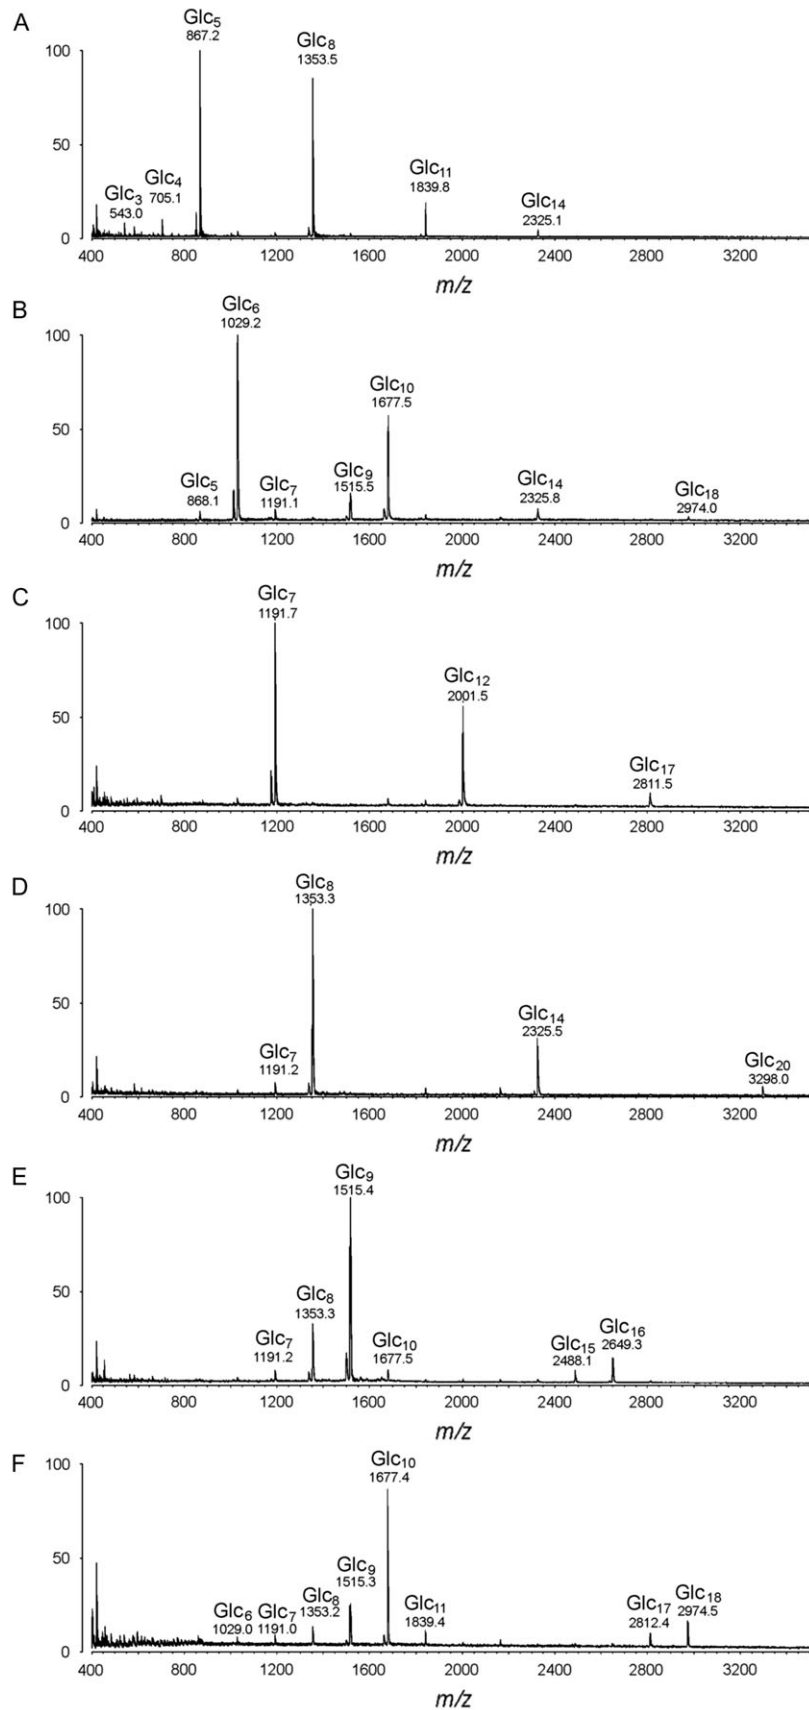 A
100
50
0
Glc3
543.0
Glc4
705.1
Glc5
867.2
Glc8
1353.5
Glc11
1839.8
Glc14
2325.1
400 800 1200 1600 2000 2400 2800 3200
m/z
B
100
50
0
Glc5
868.1
Glc6
1029.2
Glc7
1191.1
Glc9
1515.5
Glc10
1677.5
Glc14
2325.8
Glc18
2974.0
400 800 1200 1600 2000 2400 2800 3200
m/z
C
100
50
0
Glc7
1191.7
Glc12
2001.5
Glc17
2811.5
400 800 1200 1600 2000 2400 2800 3200
m/z
D
100
50
0
Glc7
1191.2
Glc8
1353.3
Glc14
2325.5
Glc20
3298.0
400 800 1200 1600 2000 2400 2800 3200
m/z
E
100
50
0
Glc7
1191.2
Glc8
1353.3
Glc9
1515.4
Glc10
1677.5
Glc15
2488.1
Glc16
2649.3
400 800 1200 1600 2000 2400 2800 3200
m/z
F
100
50
0
Glc6
1029.0
Glc7
1191.0
Glc8
1353.2
Glc9
1515.3
Glc10
1677.4
Glc11
1839.4
Glc17
2812.4
Glc18
2974.5
400 800 1200 1600 2000 2400 2800 3200
m/z